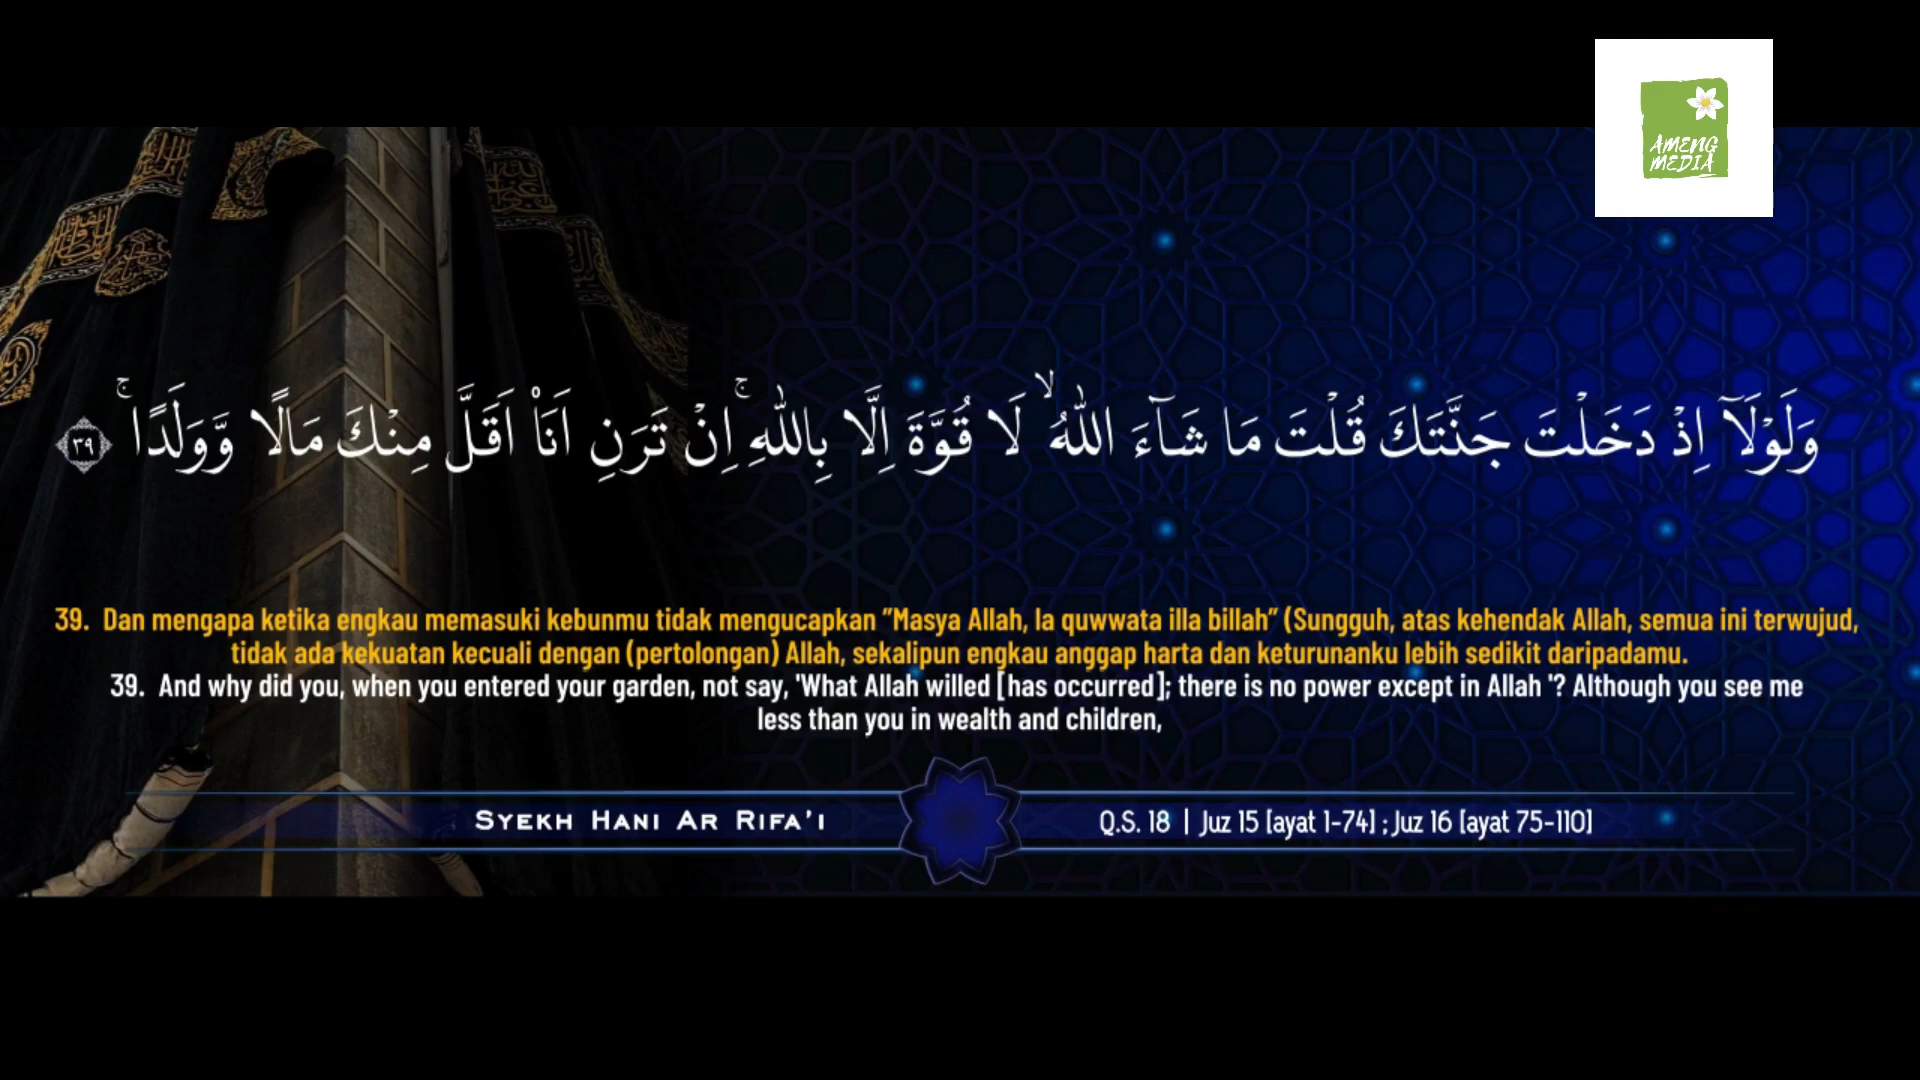 AMENG
MEDIA
وَلَوْلَآ اِذْ دَخَلْتَ جَنَّتَكَ قُلْتَ مَا شَاۤءَ اللّٰهُ ۙ لَا قُوَّةَ اِلَّا بِاللّٰهِ ۚ اِنْ تَرَنِ اَنَا۠ اَقَلَّ مِنْكَ مَالًا وَّوَلَدًا ۚ ٣٩
39. Dan mengapa ketika engkau memasuki kebunmu tidak mengucapkan "Masya Allah, la quwwata illa billah" (Sungguh, atas kehendak Allah, semua ini terwujud,
tidak ada kekuatan kecuali dengan (pertolongan) Allah, sekalipun engkau anggap harta dan keturunanku lebih sedikit daripadamu.
39. And why did you, when you entered your garden, not say, 'What Allah willed [has occurred]; there is no power except in Allah '? Although you see me
less than you in wealth and children,
Syekh Hani Ar Rifa'i
Q.S. 18 | Juz 15 [ayat 1-74] ; Juz 16 [ayat 75-110]